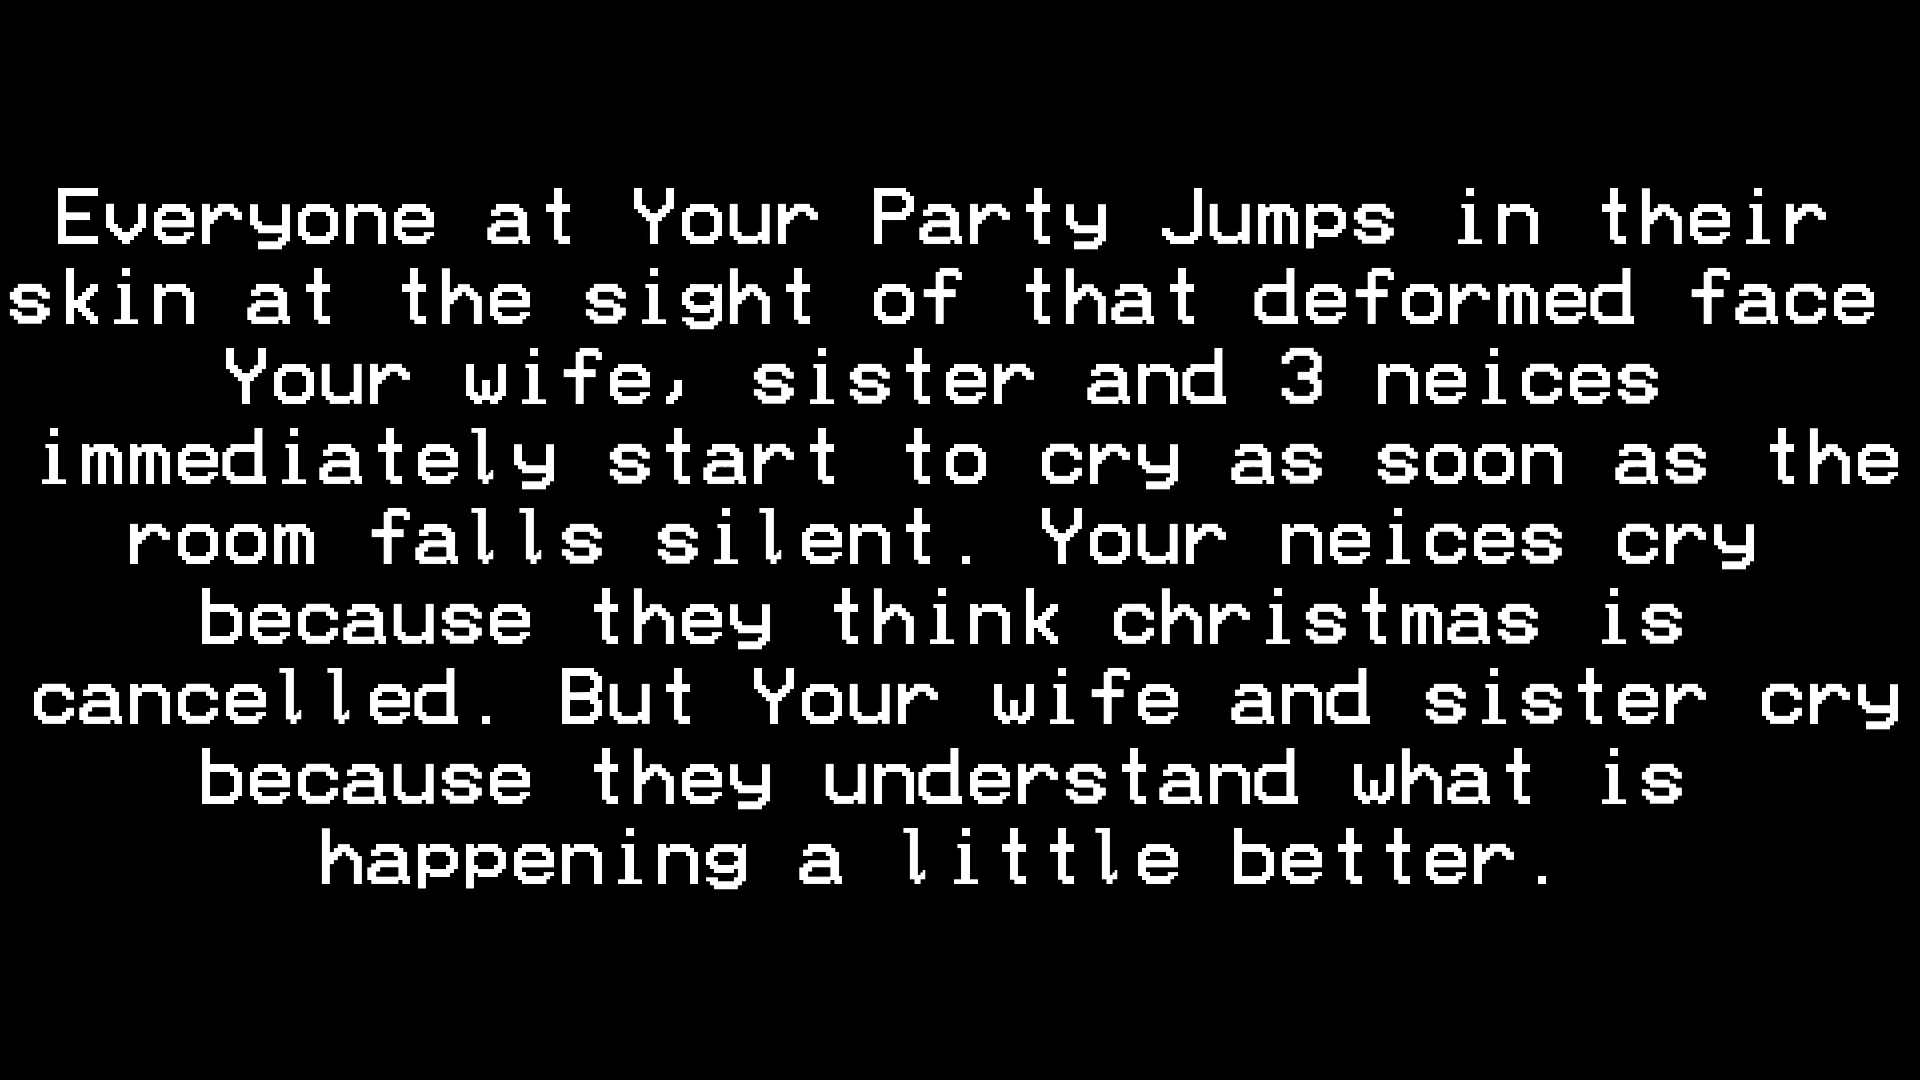 Everyone at Your Party Jumps in their
skin at the sight of that deformed face
Your wife, sister and 3 neices
immediately start to cry as soon as the
room falls silent. Your neices cry
because they think christmas is
cancelled. But Your wife and sister cry
because they understand what is
happening a little better.